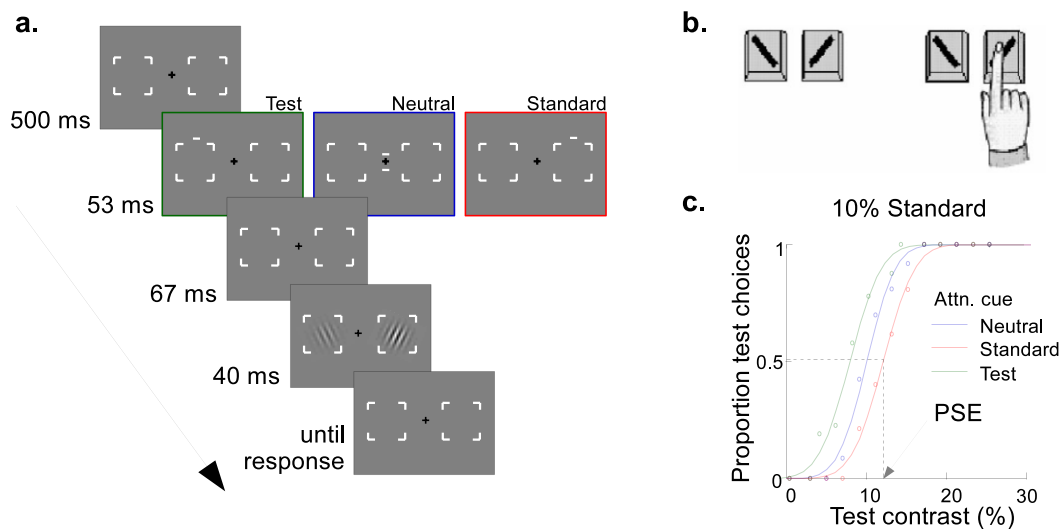 a.
500 ms
Test
Neutral
Standard
53 ms
67 ms
40 ms
until
response
b.
c.
10% Standard
Proportion test choices
1
0.5
0
Attn. cue
Neutral
Standard
Test
PSE
0
10
20
30
Test contrast (%)